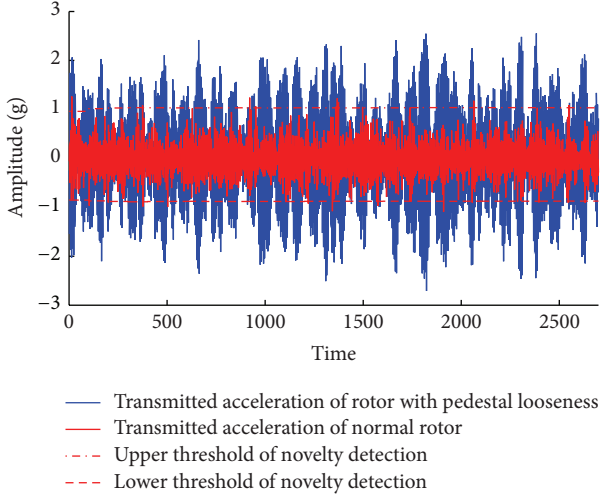 3
2
1
0
−1
−2
−3
Amplitude (g)
0 500 1000 1500 2000 2500
Time
Transmitted acceleration of rotor with pedestal looseness
Transmitted acceleration of normal rotor
Upper threshold of novelty detection
Lower threshold of novelty detection